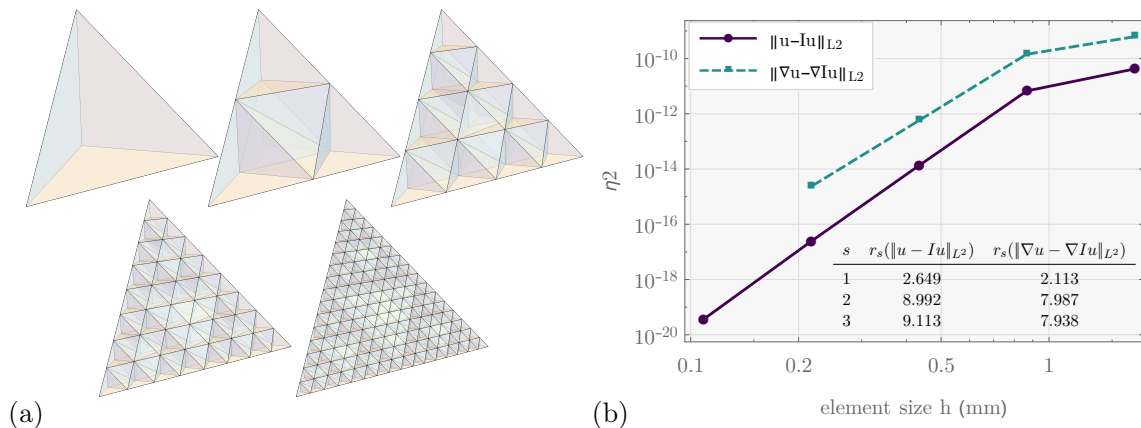 ‖u−Iu‖L2
‖∇u−∇Iu‖L2
10−10
10−12
10−14
10−16
10−18
10−20
η2
s rs(‖u − Iu‖L2) rs(‖∇u − ∇Iu‖L2)
1 2.649 2.113
2 8.992 7.987
3 9.113 7.938
0.1 0.2 0.5 1
element size h (mm)
(a)
(b)